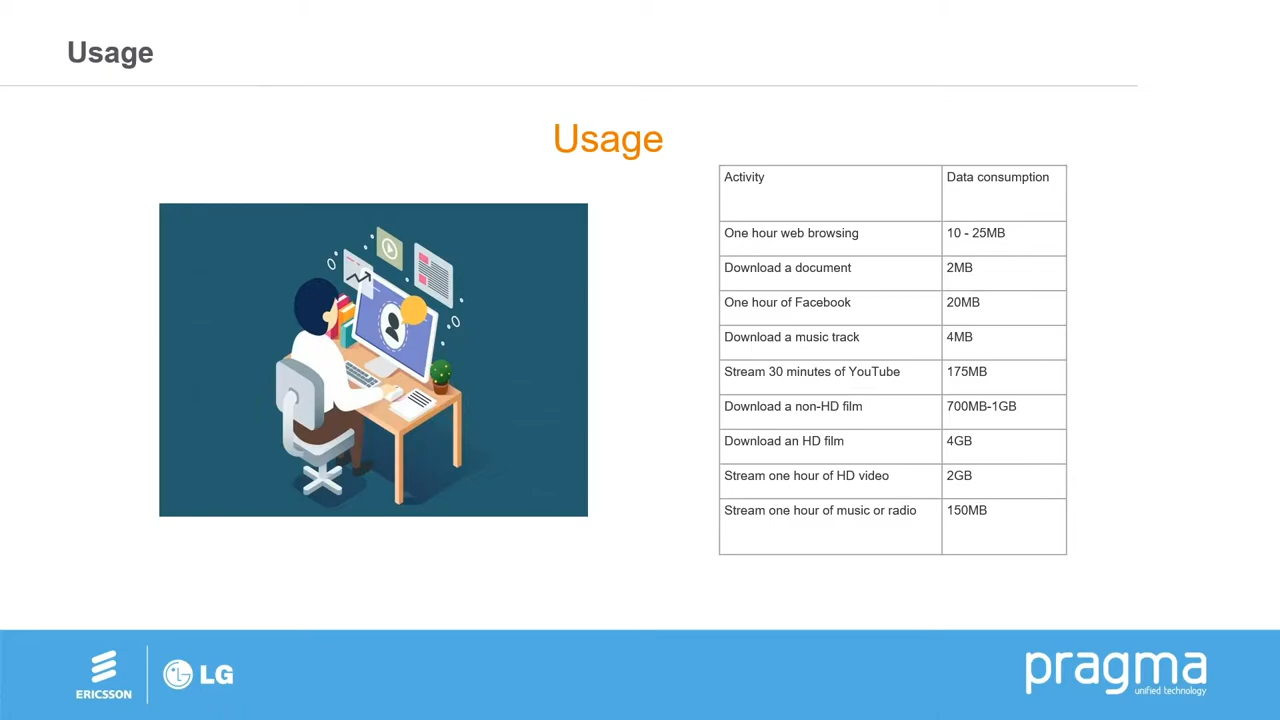 Usage
Usage
Activity Data consumption
One hour web browsing 10 - 25MB
Download a document 2MB
One hour of Facebook 20MB
Download a music track 4MB
Stream 30 minutes of YouTube 175MB
Download a non-HD film 700MB-1GB
Download an HD film 4GB
Stream one hour of HD video 2GB
Stream one hour of music or radio 150MB
ERICSSON
LG
pragma
unified technology